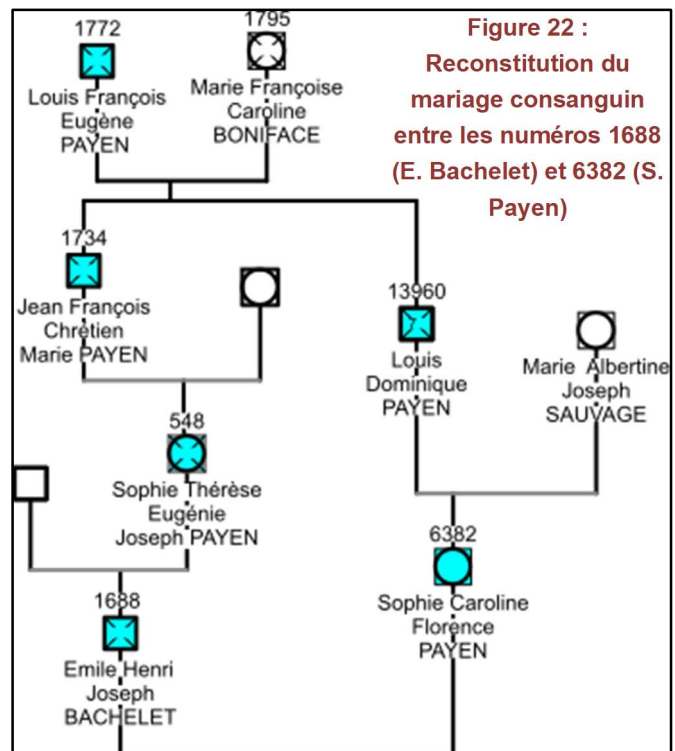 1772
Louis François
Eugène
PAYEN
1795
Marie Françoise
Caroline
BONIFACE
Figure 22 :
Reconstitution du
mariage consanguin
entre les numéros 1688
(E. Bachelet) et 6382 (S.
Payen)
1734
Jean François
Chrétien
Marie PAYEN
13960
Louis
Dominique
PAYEN
Marie Albertine
Joseph
SAUVAGE
548
Sophie Thérèse
Eugénie
Joseph PAYEN
6382
Sophie Caroline
Florence
PAYEN
1688
Emile Henri
Joseph
BACHELET